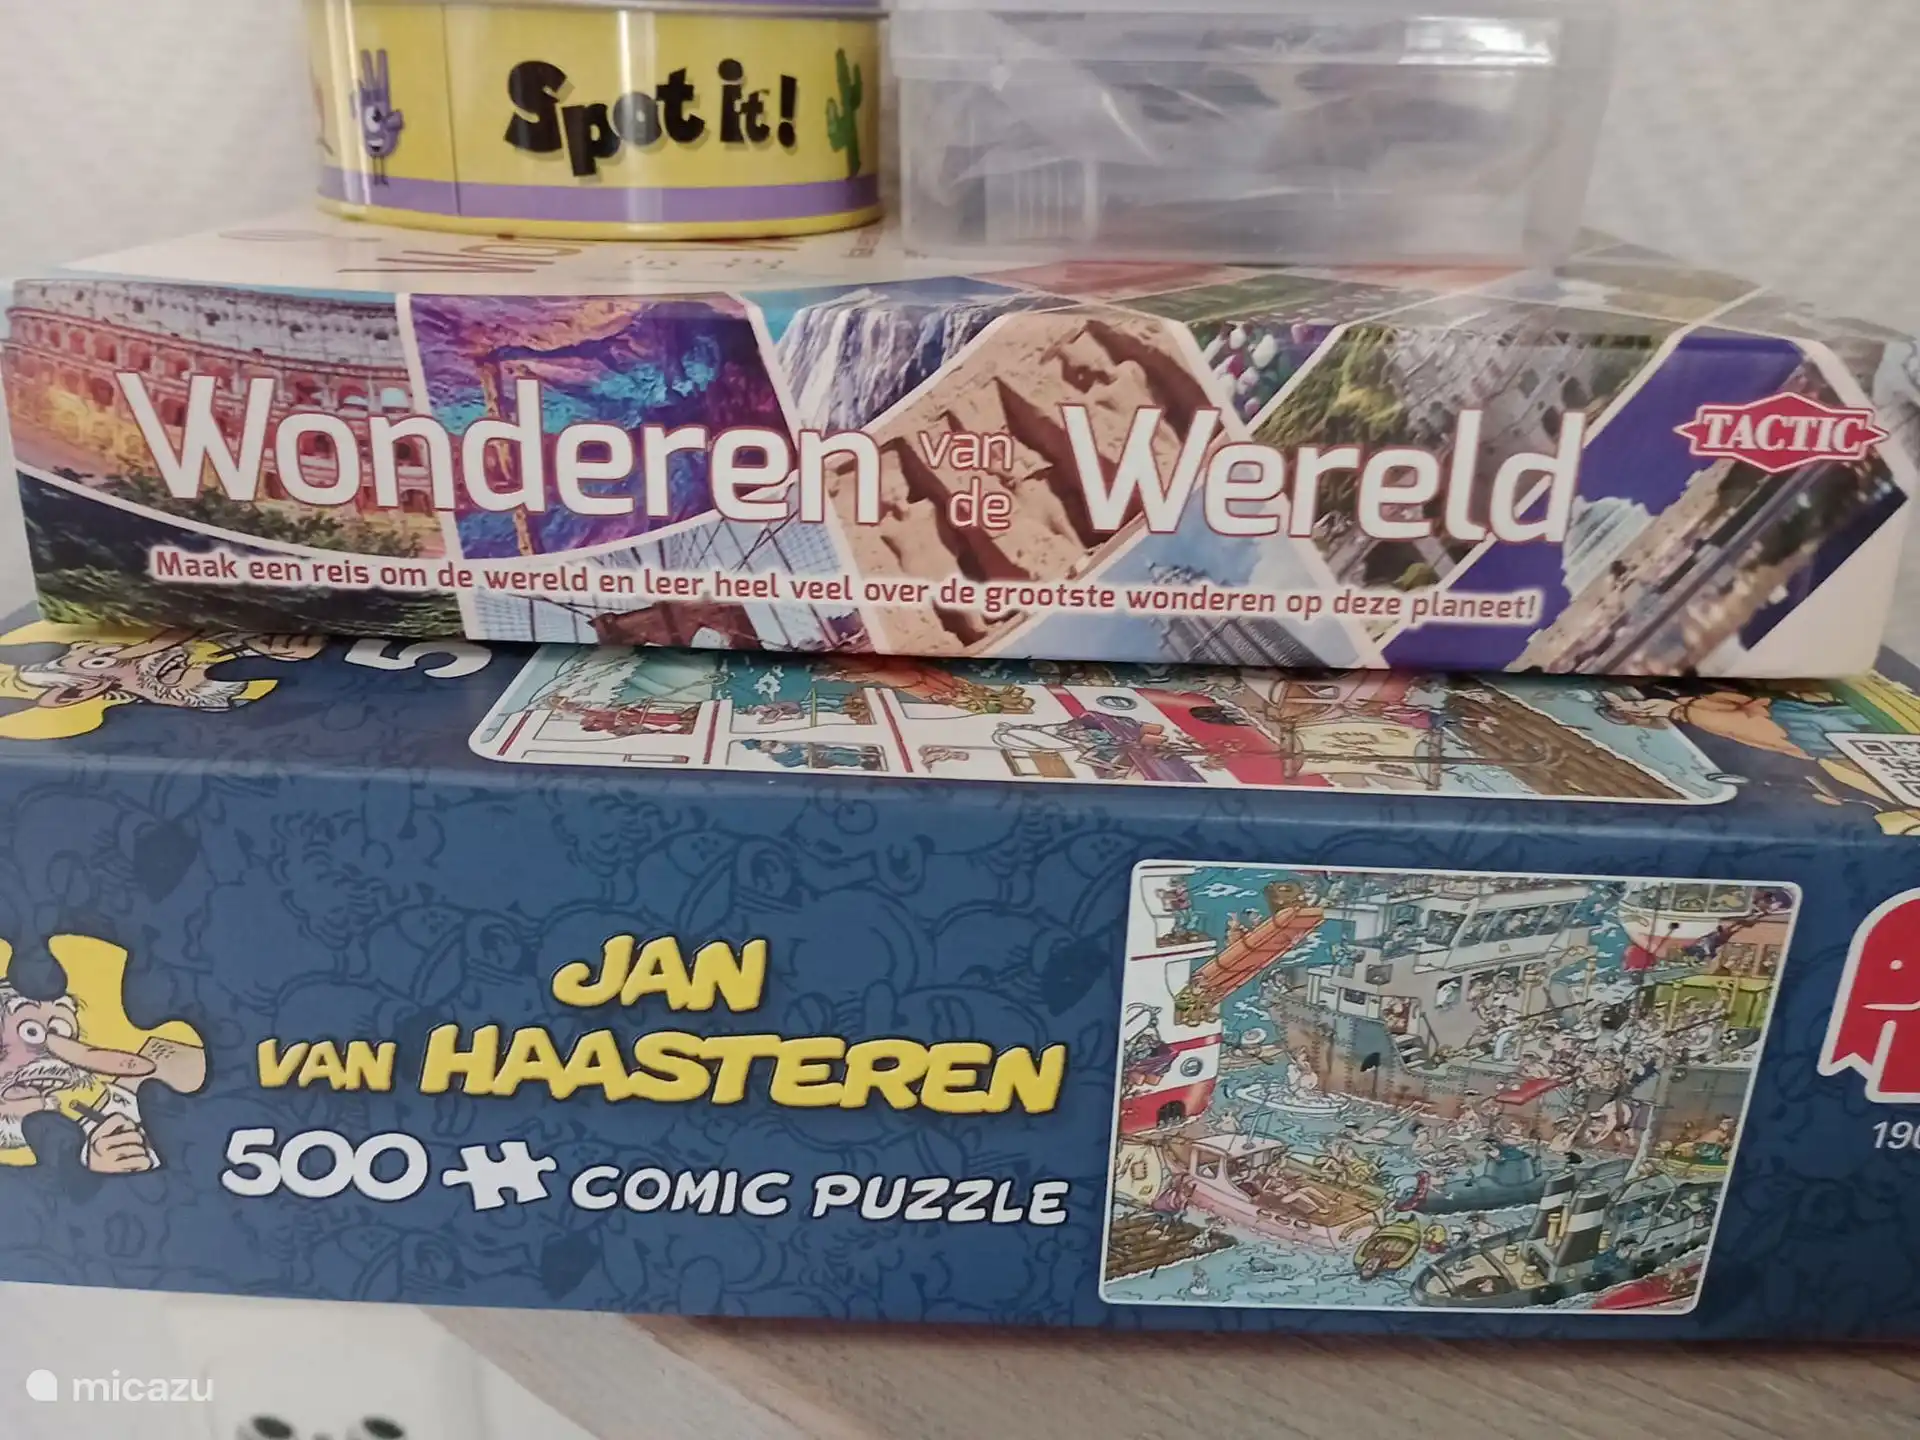 Spot it!
Wonderen van de Wereld
TACTIC
Maak een reis om de wereld en leer heel veel over de grootste wonderen op deze planeet!
JAN
VAN HAASTEREN
500 COMIC PUZZLE
micazu